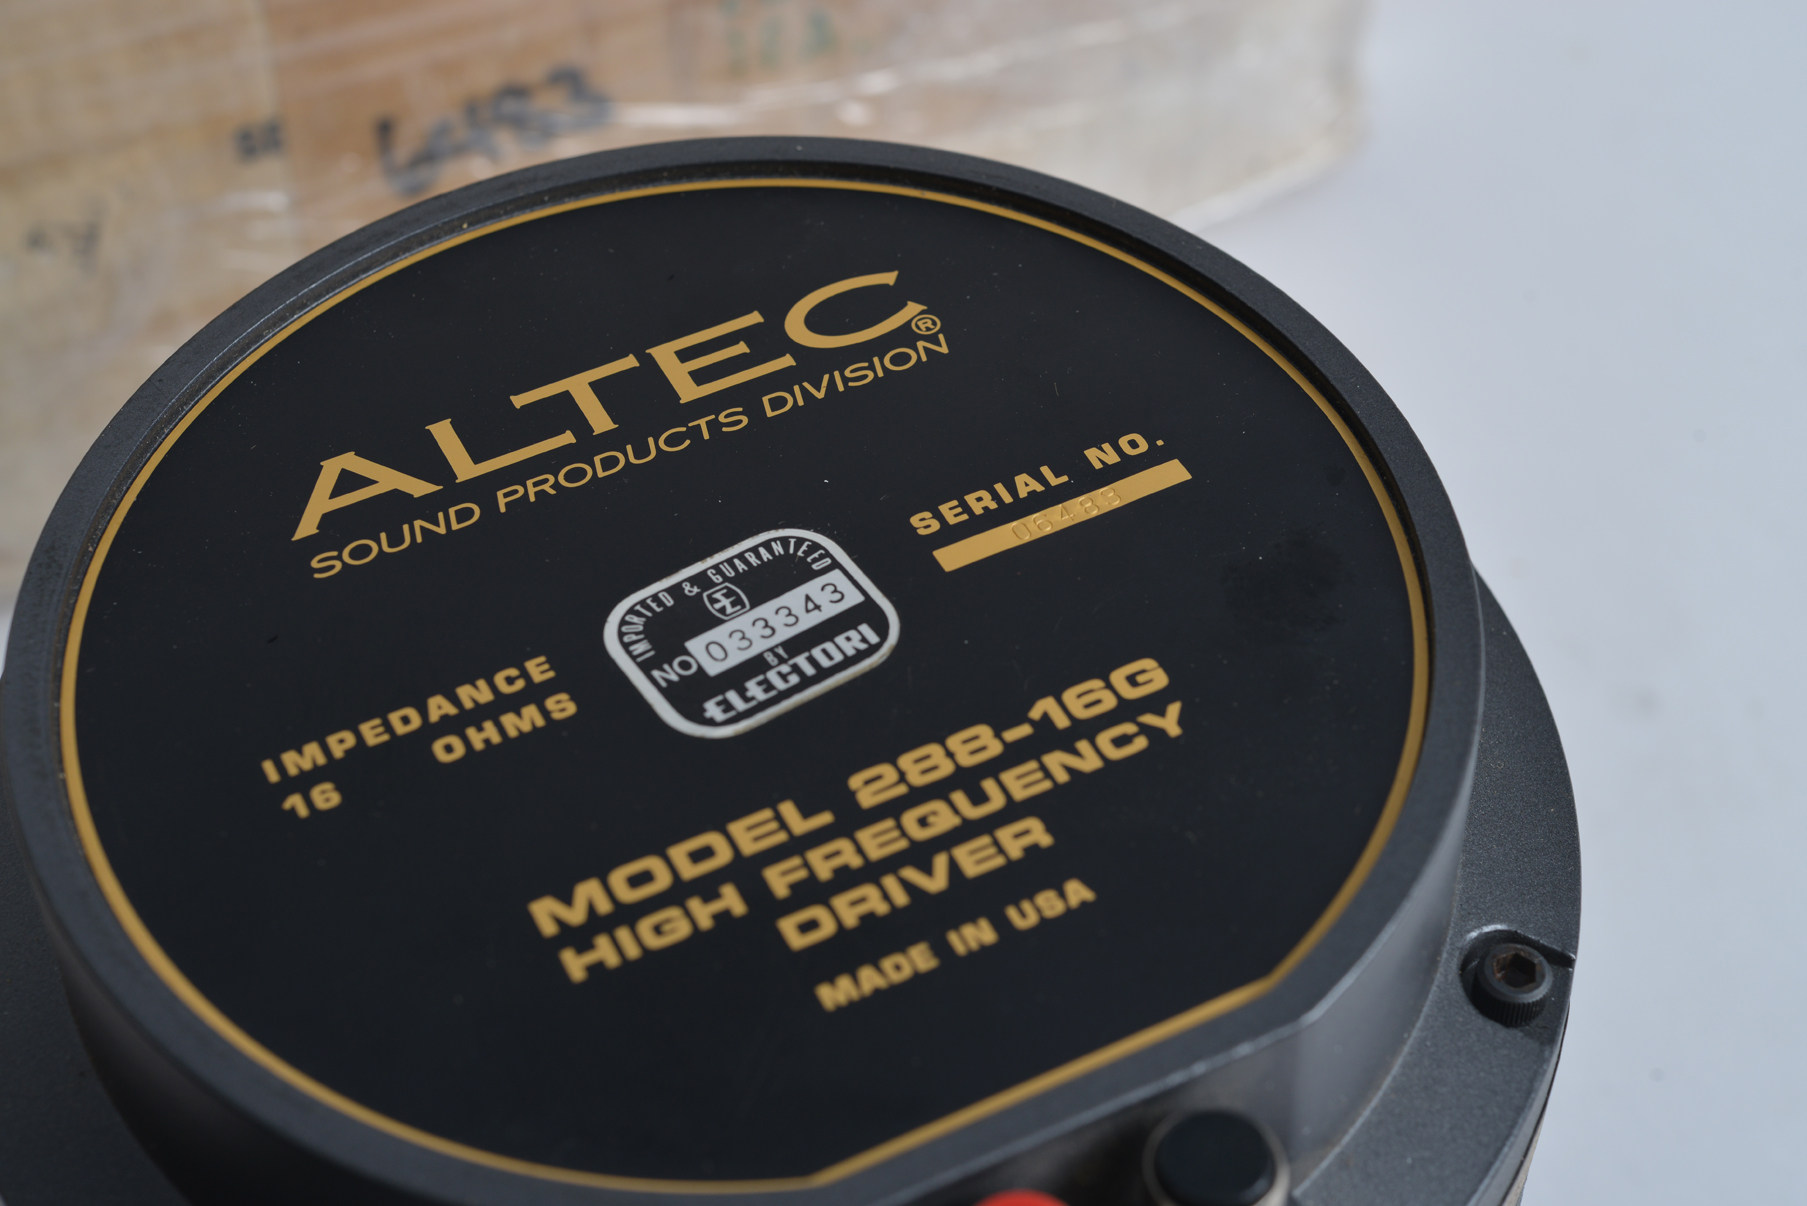 6483
ALTEC®
SOUND PRODUCTS DIVISION
SERIAL NO.
06483
IMPORTED & GUARANTEED
E
NO 033343
BY
ELECTORI
IMPEDANCE
16 OHMS
MODEL 288-16G
HIGH FREQUENCY
DRIVER
MADE IN USA